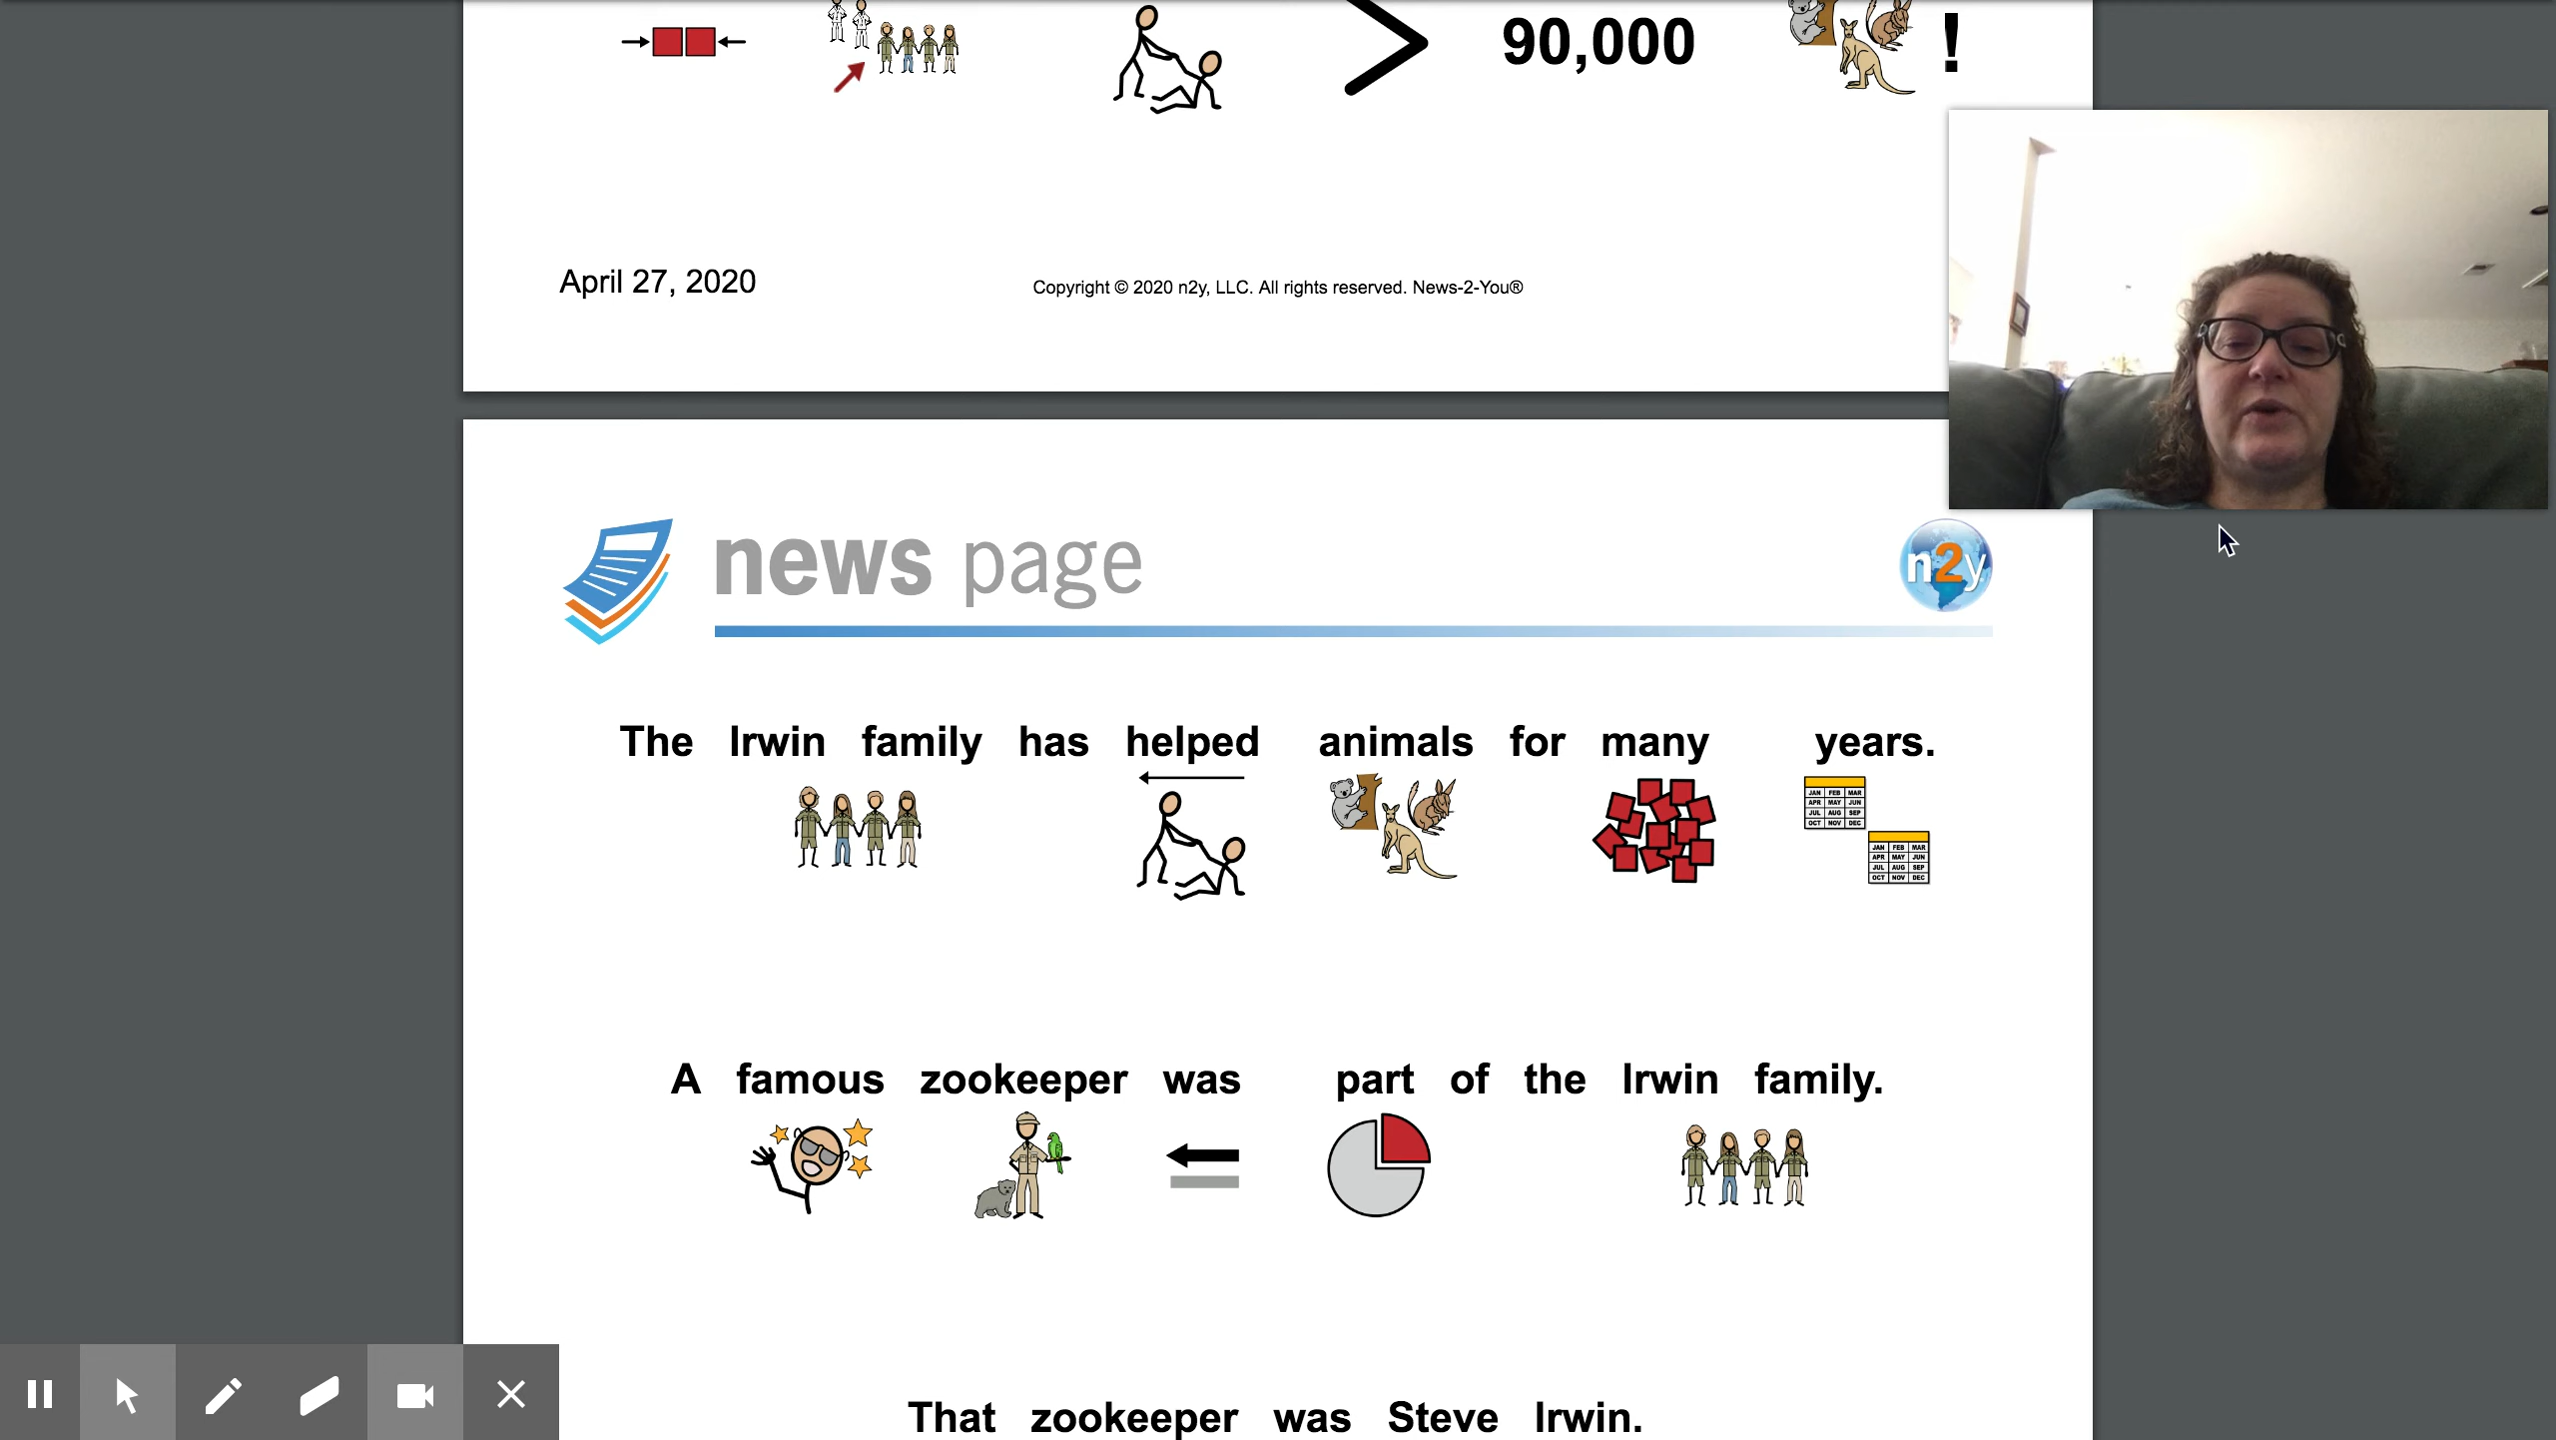 90,000 !
April 27, 2020
Copyright © 2020 n2y, LLC. All rights reserved. News-2-You®
news page
n2y
The Irwin family has helped animals for many years.
JAN FEB MAR
APR MAY JUN
JUL AUG SEP
OCT NOV DEC
JAN FEB MAR
APR MAY JUN
JUL AUG SEP
OCT NOV DEC
A famous zookeeper was part of the Irwin family.
That zookeeper was Steve Irwin.